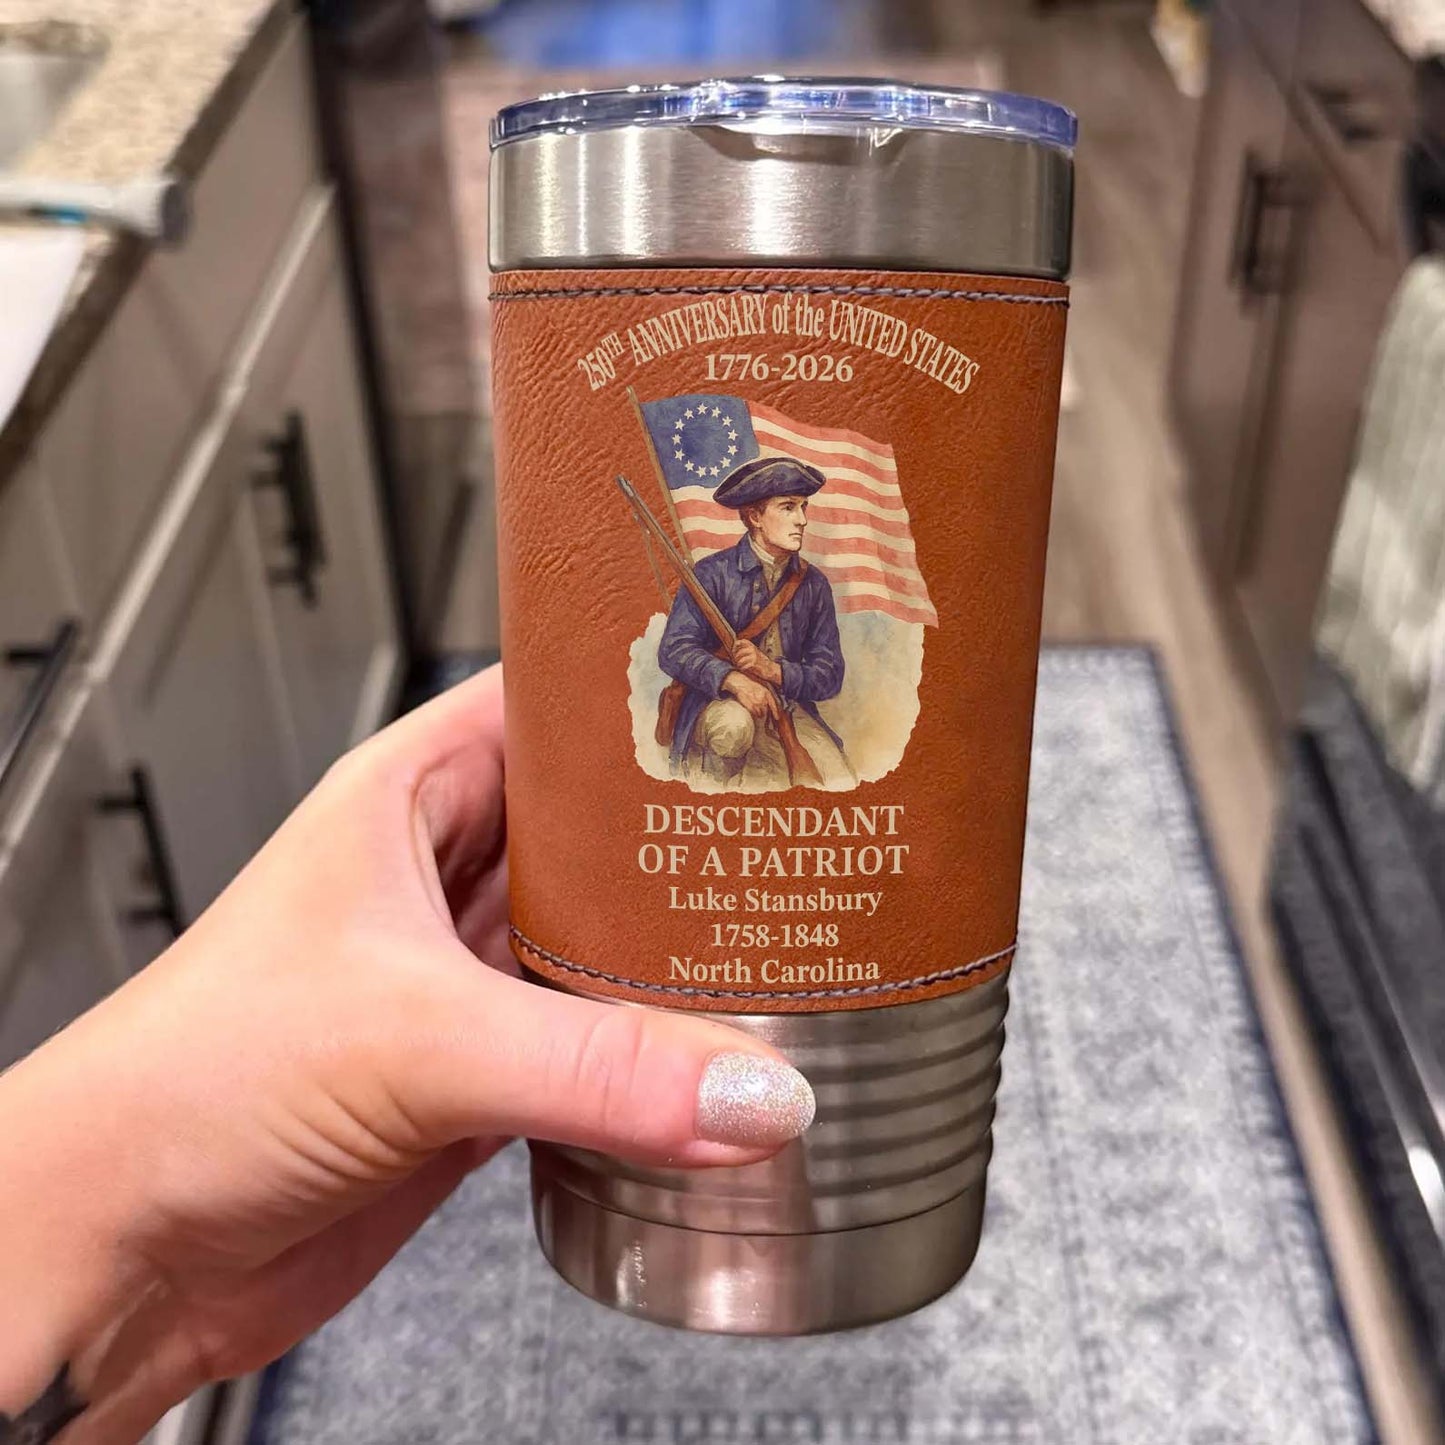 250TH ANNIVERSARY of the UNITED STATES
1776-2026
DESCENDANT
OF A PATRIOT
Luke Stansbury
1758-1848
North Carolina